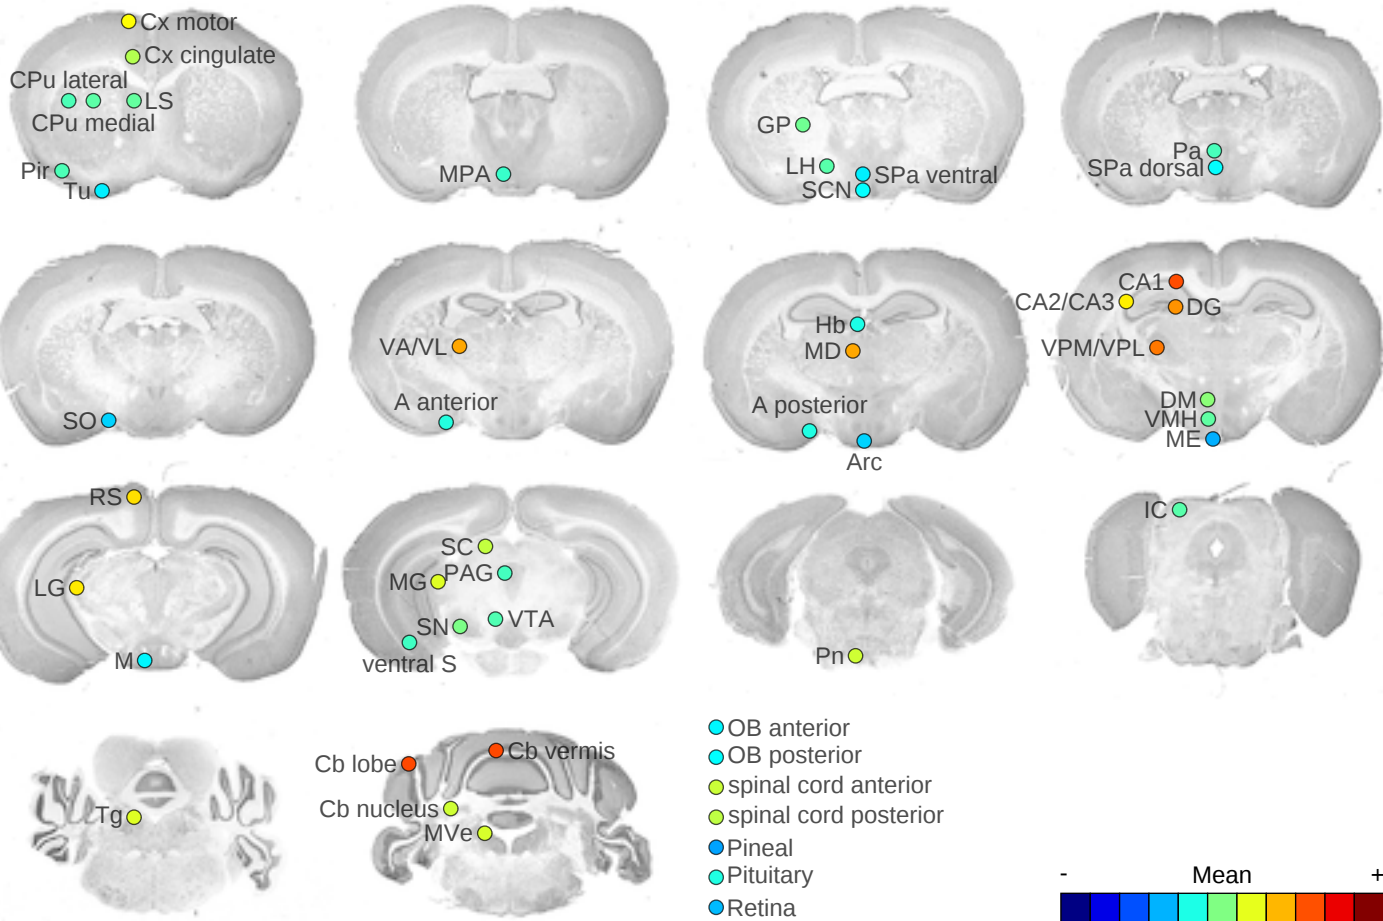 Cx motor
Cx cingulate
CPu lateral
LS
CPu medial
Pir
Tu
MPA
GP
LH
SPa ventral
SCN
Pa
SPa dorsal
SO
VA/VL
A anterior
Hb
MD
A posterior
Arc
CA1
CA2/CA3
DG
VPM/VPL
DM
VMH
ME
RS
LG
M
SC
PAG
MG
VTA
SN
ventral S
Pn
IC
Tg
Cb lobe
Cb vermis
Cb nucleus
MVe
OB anterior
OB posterior
spinal cord anterior
spinal cord posterior
Pineal
Pituitary
Retina
- Mean +